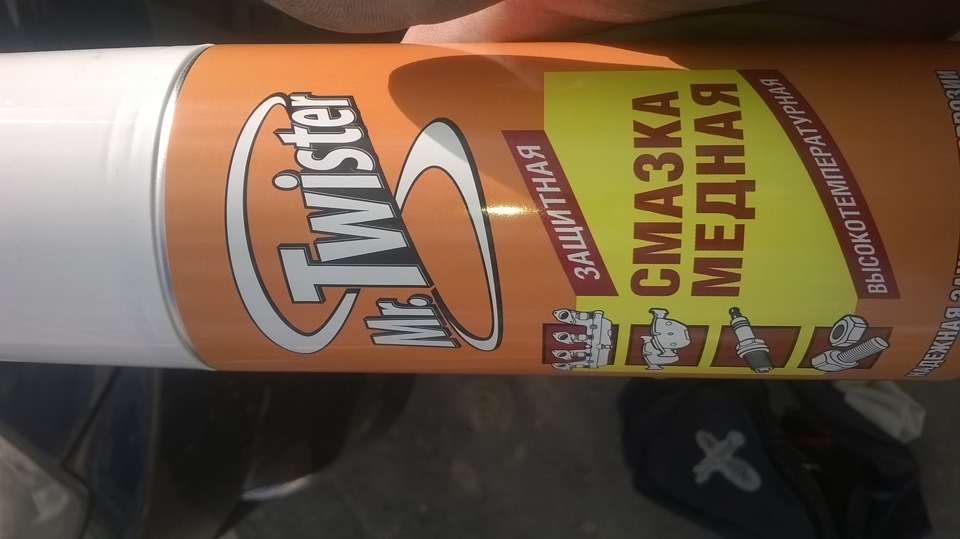 Mr. Twister
ЗАЩИТНАЯ
СМАЗКА
МЕДНАЯ
ВЫСОКОТЕМПЕРАТУРНАЯ